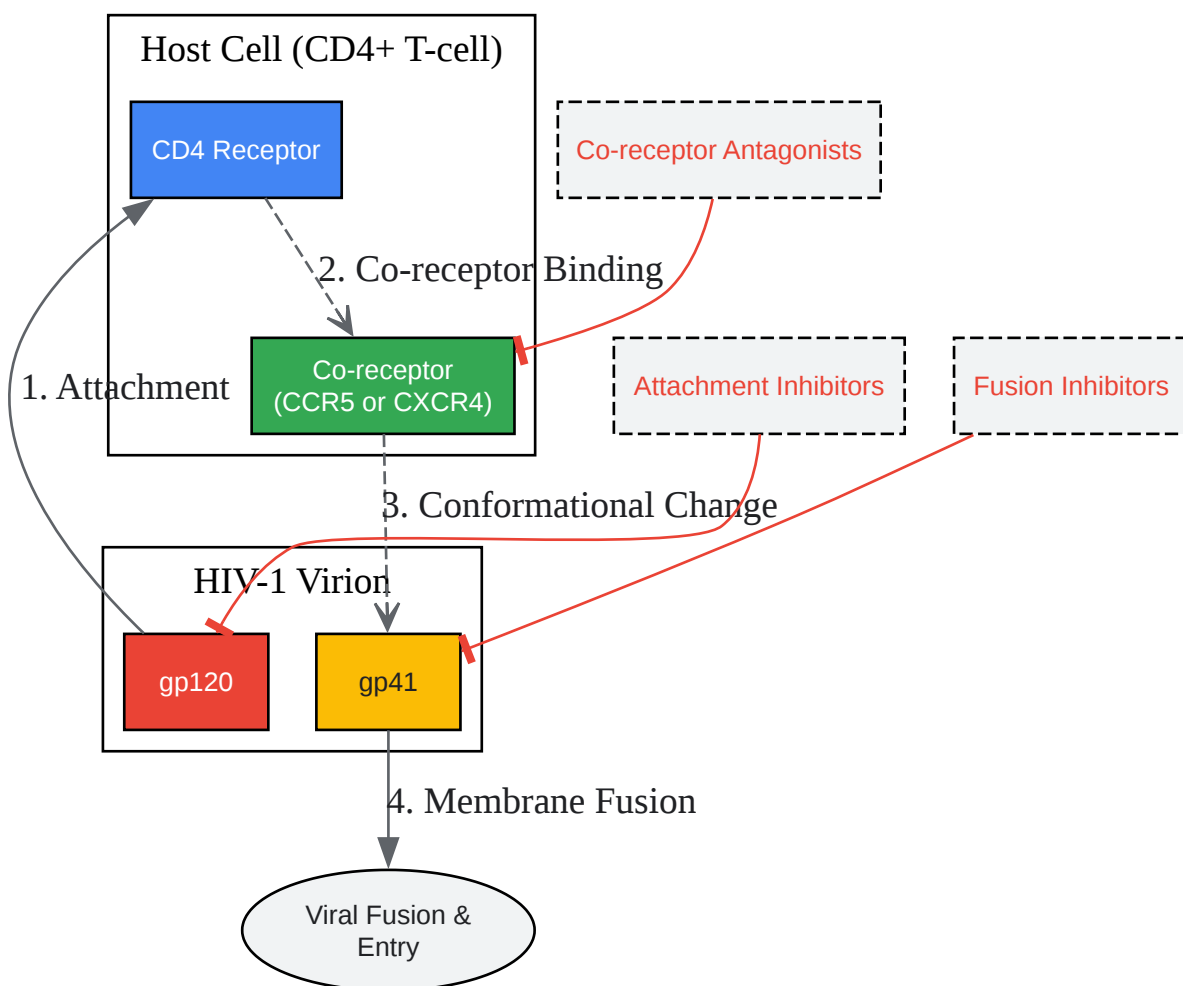 Host Cell (CD4+ T-cell)
CD4 Receptor
Co-receptor Antagonists
2. Co-receptor Binding
1. Attachment
Co-receptor
(CCR5 or CXCR4)
Attachment Inhibitors
Fusion Inhibitors
3. Conformational Change
HIV-1 Virion
gp120
gp41
4. Membrane Fusion
Viral Fusion &
Entry